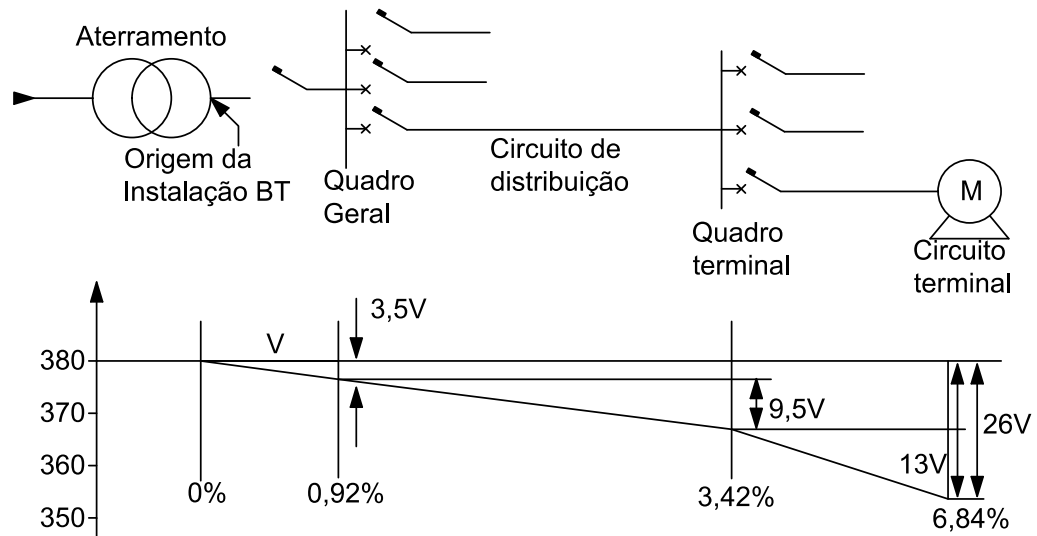 Aterramento
Origem da
Instalação BT
Quadro
Geral
Circuito de
distribuição
Quadro
terminal
M
Circuito
terminal
3,5V
V
380
370
360
350
9,5V
26V
13V
0%
0,92%
3,42%
6,84%